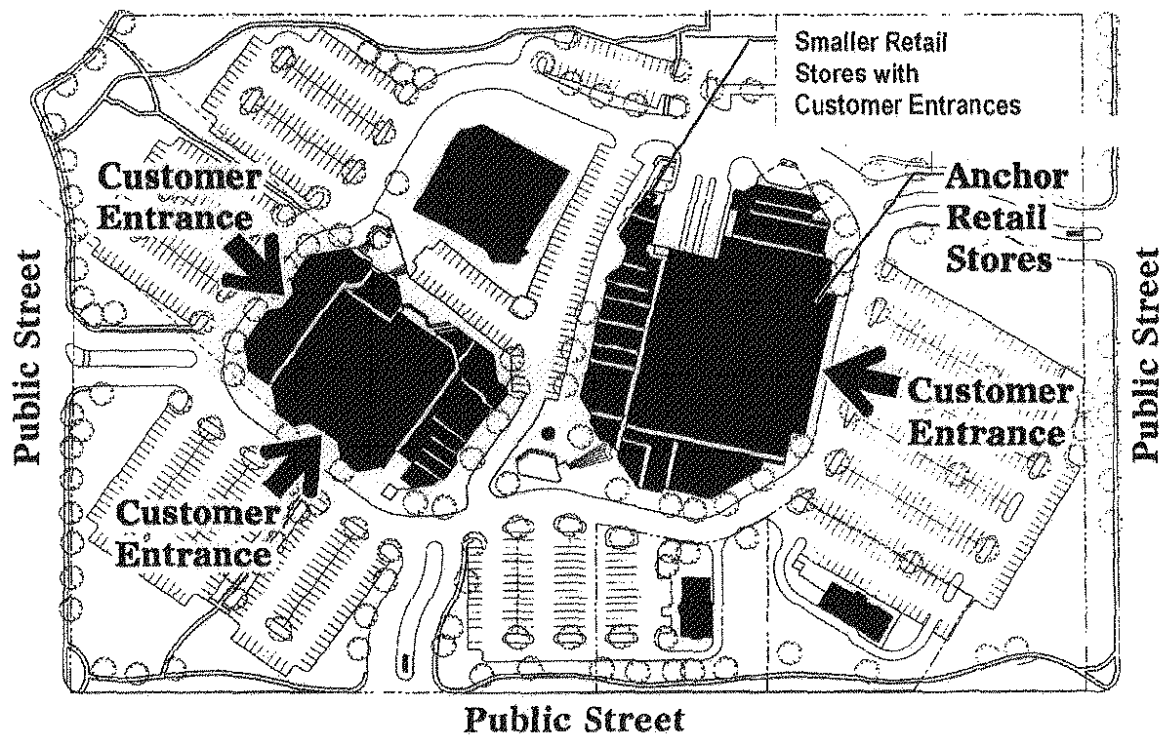 Smaller Retail
Stores with
Customer Entrances
Customer
Entrance
Anchor
Retail
Stores
Public Street
Public Street
Customer
Entrance
Customer
Entrance
Public Street